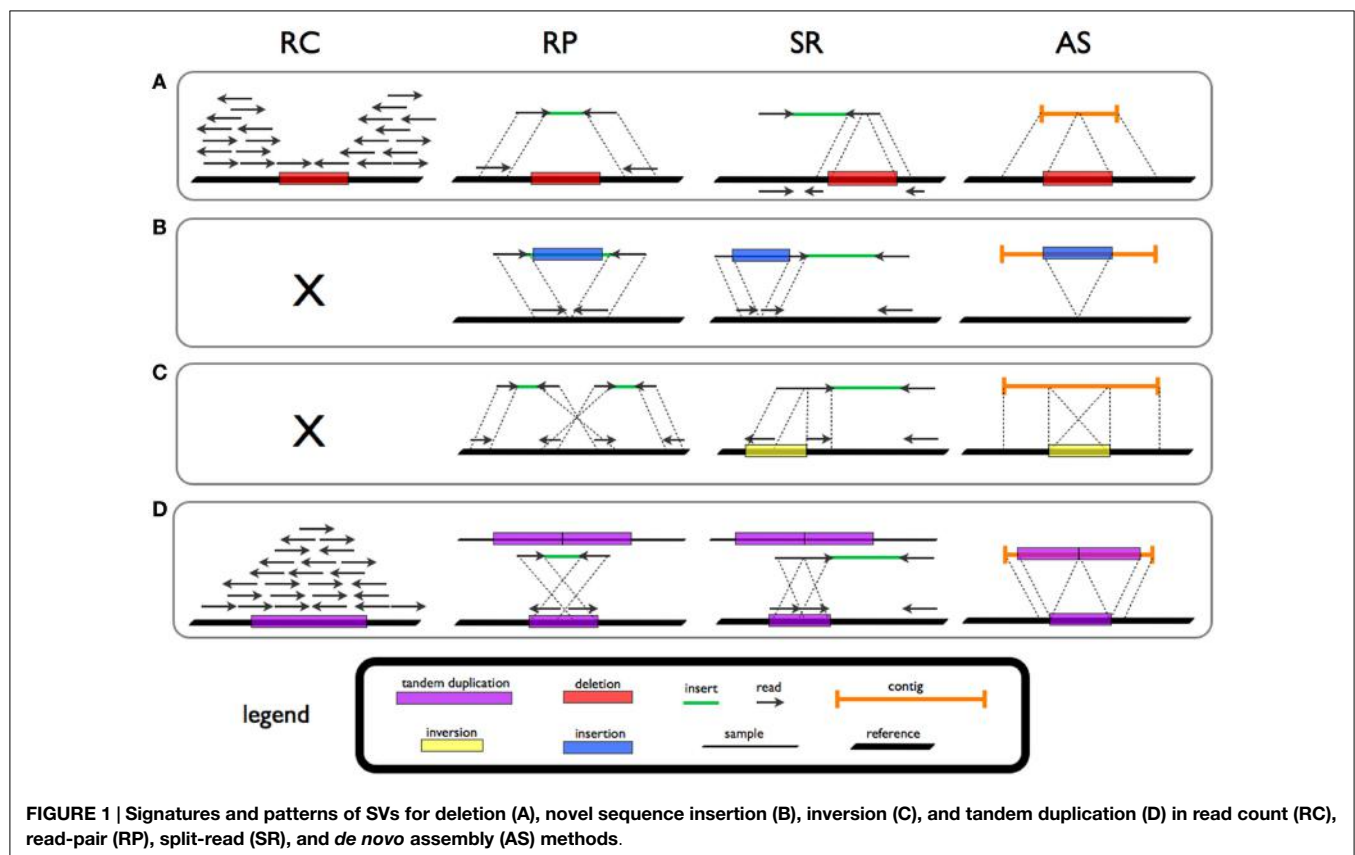 RC RP SR AS
A
B
X
C
X
D
tandem duplication deletion insert read contig
legend
inversion insertion sample reference
FIGURE 1 | Signatures and patterns of SVs for deletion (A), novel sequence insertion (B), inversion (C), and tandem duplication (D) in read count (RC),
read-pair (RP), split-read (SR), and de novo assembly (AS) methods.